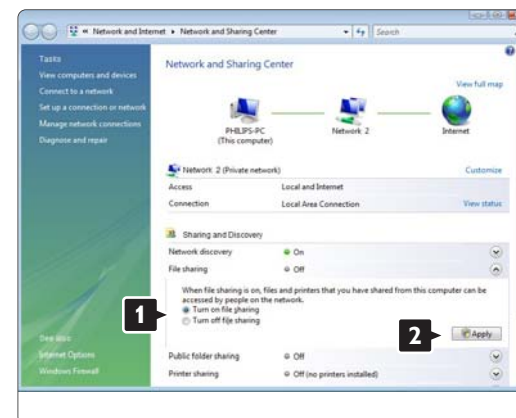 « Network and Internet ▸ Network and Sharing Center
Search
Tasks
View computers and devices
Connect to a network
Set up a connection or network
Manage network connections
Diagnose and repair
See also
Internet Options
Windows Firewall
Network and Sharing Center
View full map
PHILIPS-PC
(This computer)
Network 2
Internet
Network 2 (Private network)
Customize
Access Local and Internet
Connection Local Area Connection View status
Sharing and Discovery
Network discovery On
File sharing Off
When file sharing is on, files and printers that you have shared from this computer can be
accessed by people on the network.
1
Turn on file sharing
Turn off file sharing
2
Apply
Public folder sharing Off
Printer sharing Off (no printers installed)